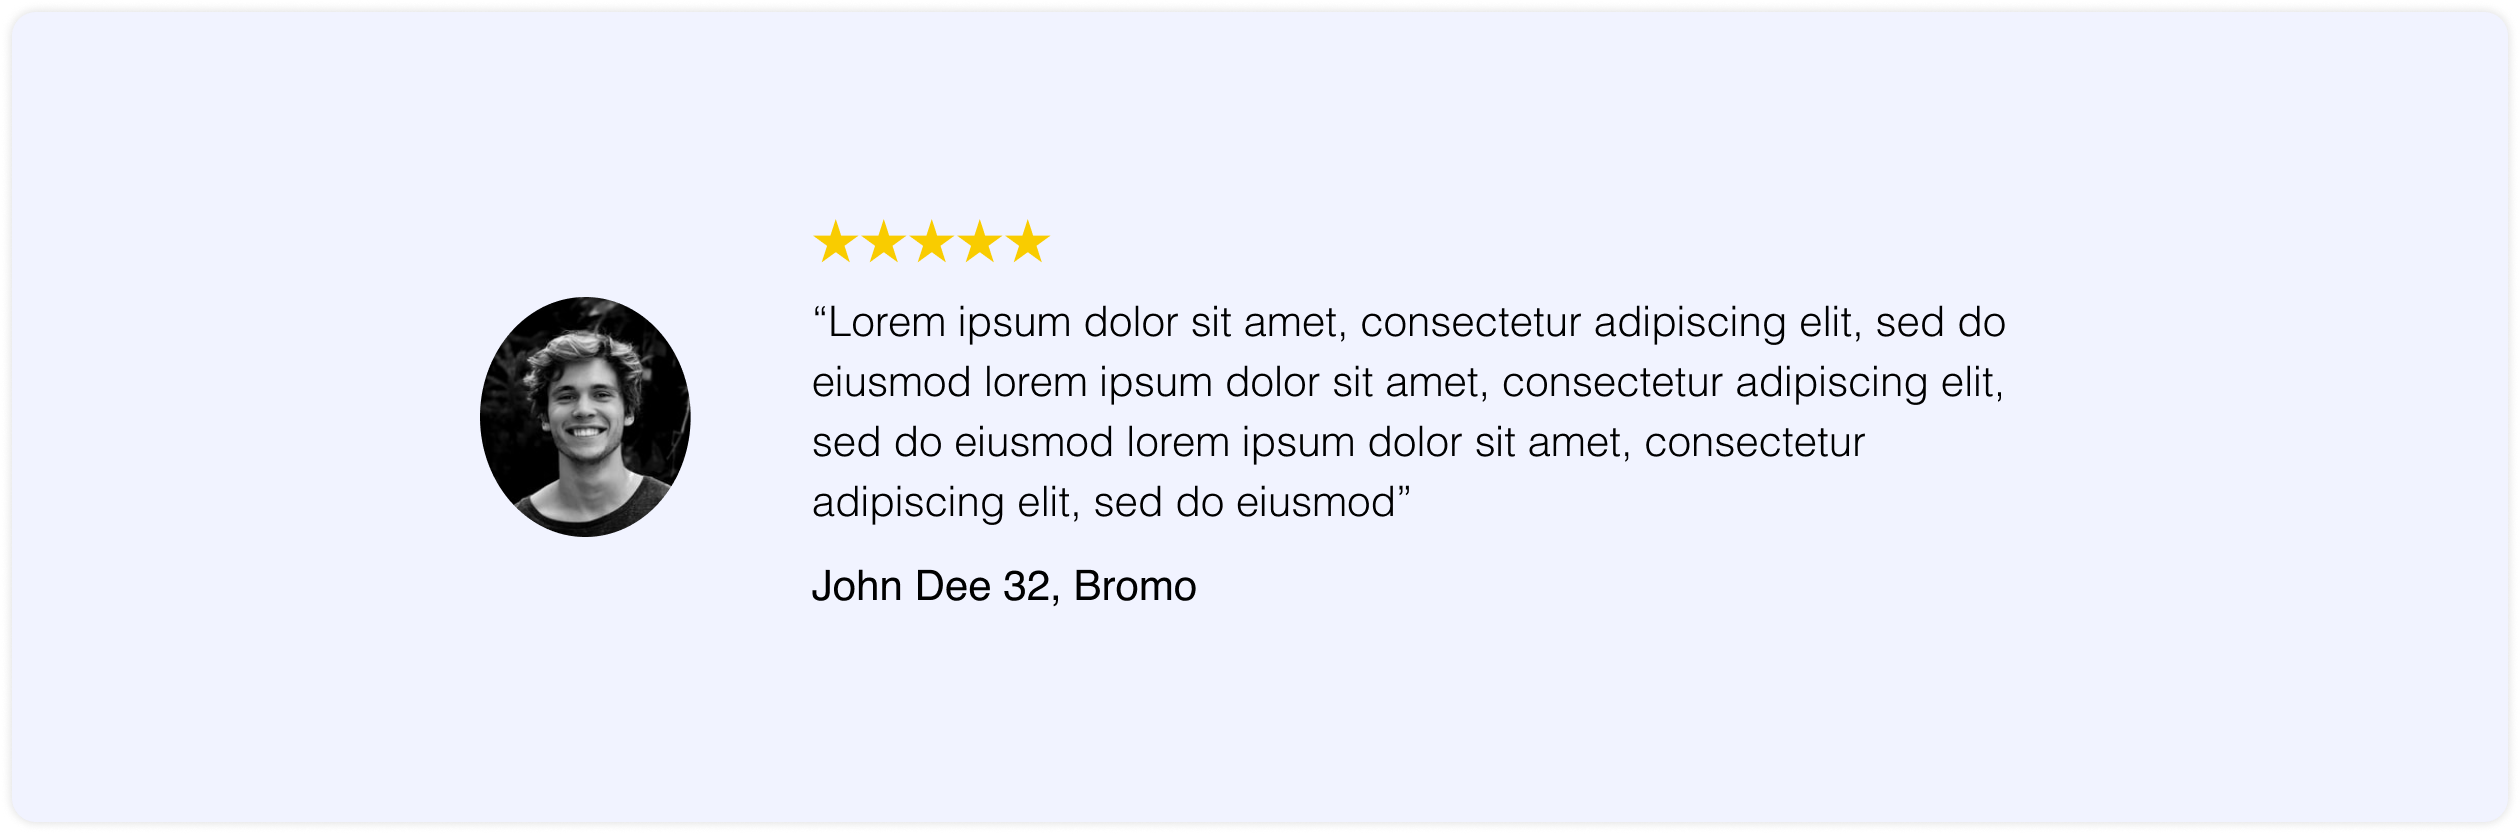 “Lorem ipsum dolor sit amet, consectetur adipiscing elit, sed do
eiusmod lorem ipsum dolor sit amet, consectetur adipiscing elit,
sed do eiusmod lorem ipsum dolor sit amet, consectetur
adipiscing elit, sed do eiusmod”
John Dee 32, Bromo